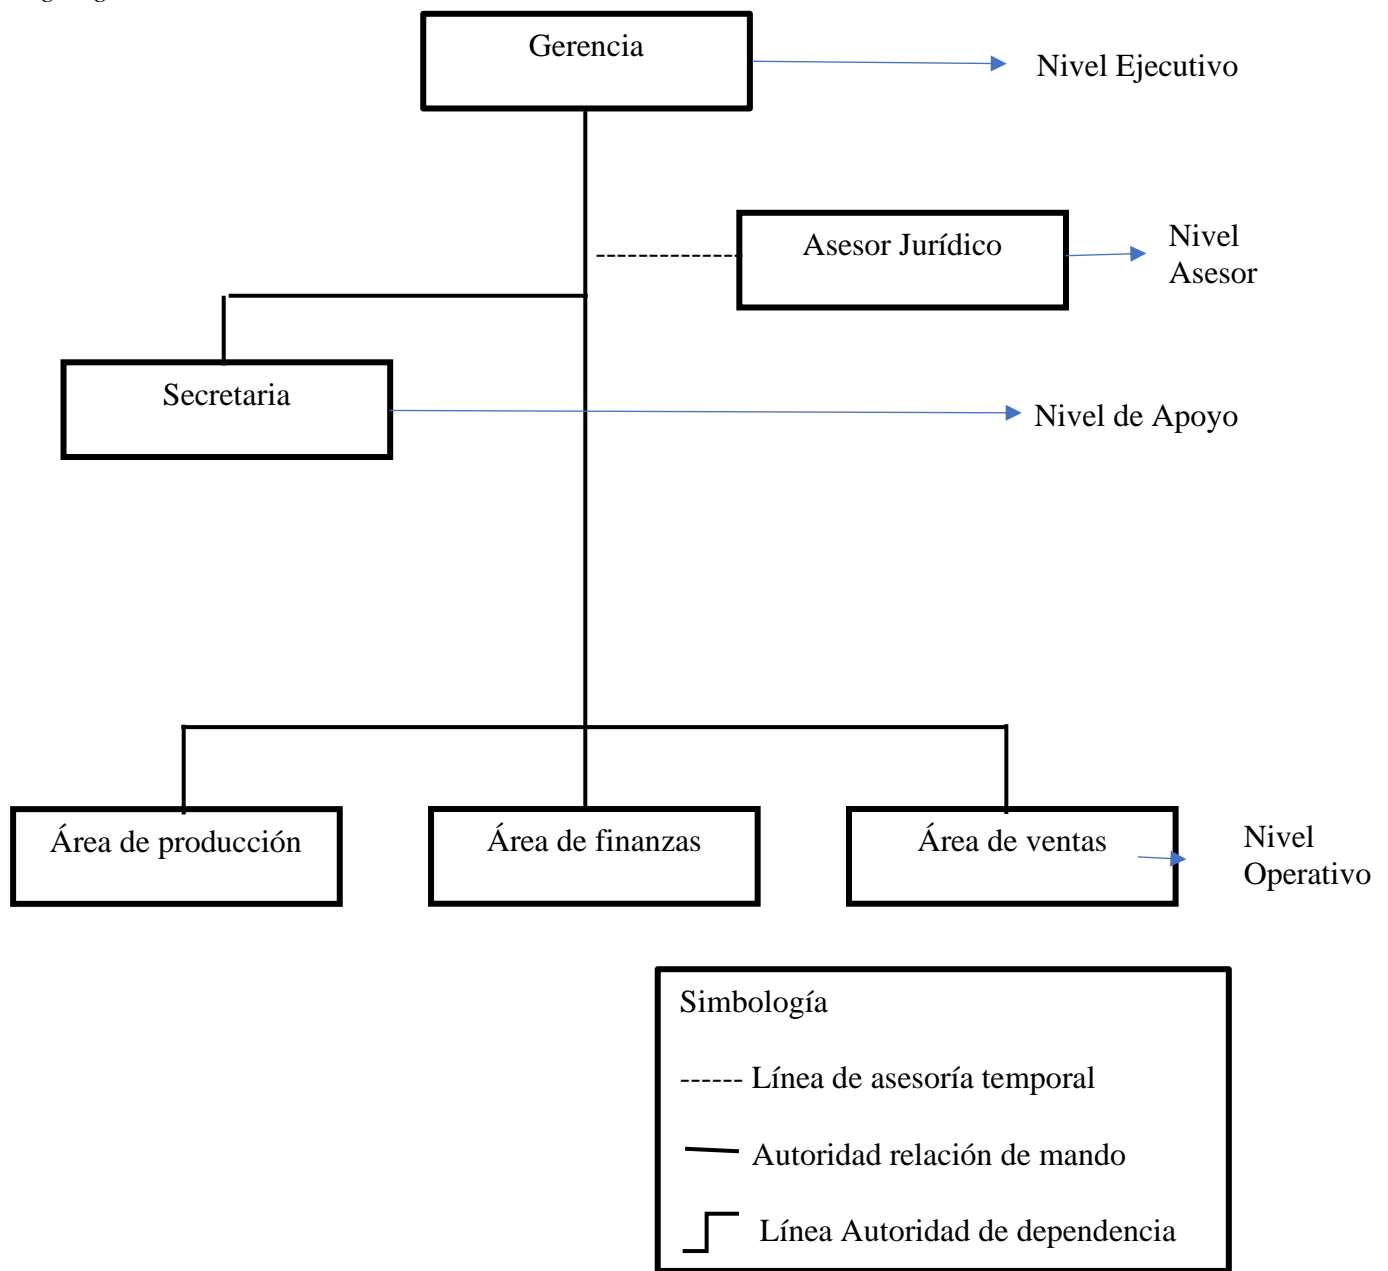 Gerencia
Nivel Ejecutivo
Asesor Jurídico
Nivel
Asesor
Secretaria
Nivel de Apoyo
Área de producción
Área de finanzas
Área de ventas
Nivel
Operativo
Simbología
------ Línea de asesoría temporal
Autoridad relación de mando
Línea Autoridad de dependencia